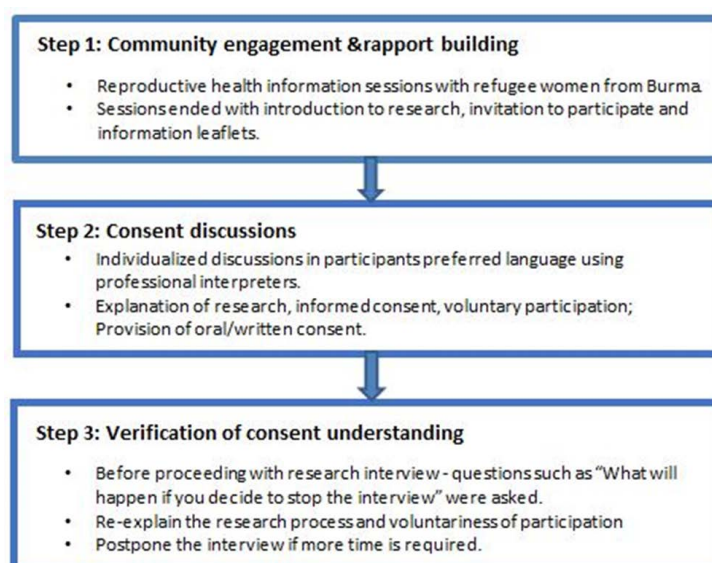 Step 1: Community engagement &rapport building
• Reproductive health information sessions with refugee women from Burma.
• Sessions ended with introduction to research, invitation to participate and
information leaflets.
Step 2: Consent discussions
• Individualized discussions in participants preferred language using
professional interpreters.
• Explanation of research, informed consent, voluntary participation;
Provision of oral/written consent.
Step 3: Verification of consent understanding
• Before proceeding with research interview - questions such as “What will
happen if you decide to stop the interview” were asked.
• Re-explain the research process and voluntariness of participation
• Postpone the interview if more time is required.